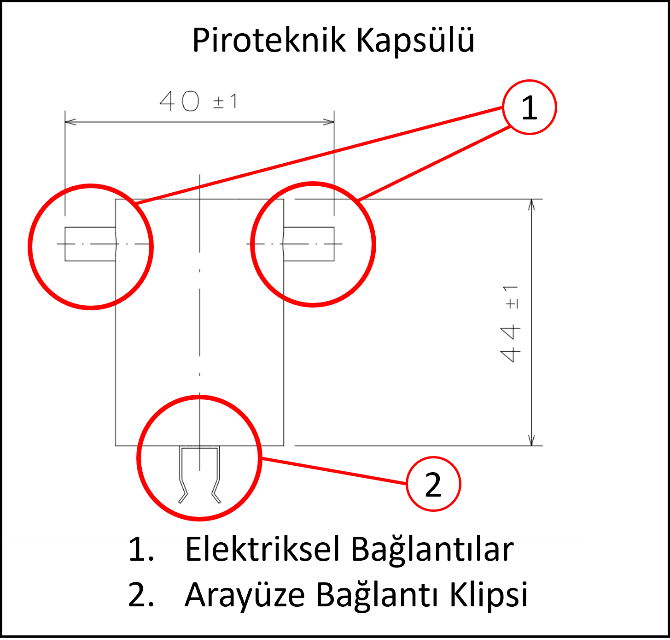 Piroteknik Kapsülü
40 ±1
1
44 ±1
2
1. Elektriksel Bağlantılar
2. Arayüze Bağlantı Klipsi